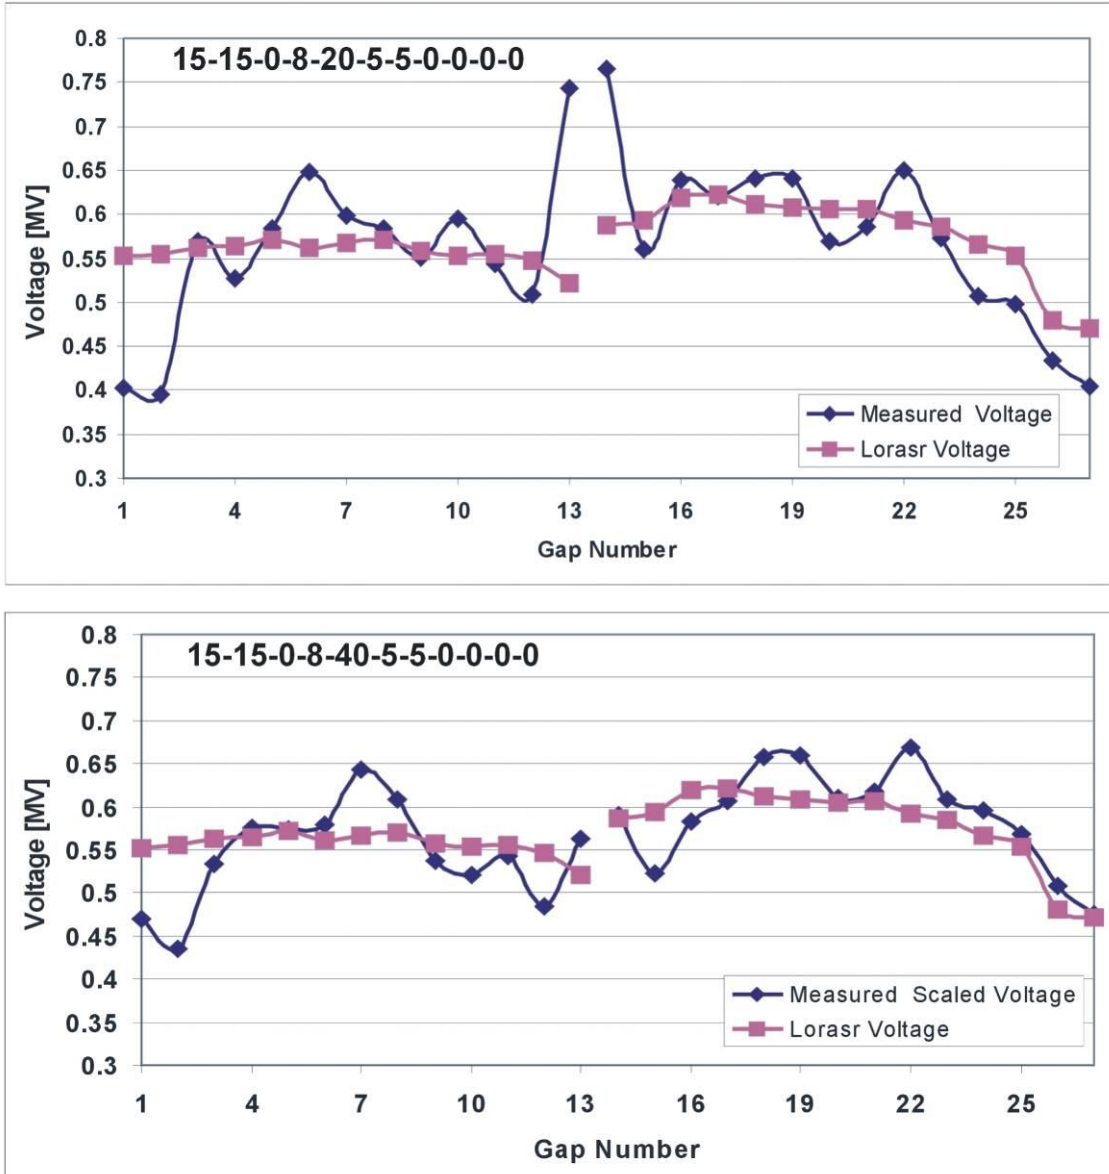 15-15-0-8-20-5-5-0-0-0-0
Voltage [MV]
0.8
0.75
0.7
0.65
0.6
0.55
0.5
0.45
0.4
0.35
0.3
Measured Voltage
Lorasr Voltage
1 4 7 10 13 16 19 22 25
Gap Number
15-15-0-8-40-5-5-0-0-0-0
Voltage [MV]
0.8
0.75
0.7
0.65
0.6
0.55
0.5
0.45
0.4
0.35
0.3
Measured Scaled Voltage
Lorasr Voltage
1 4 7 10 13 16 19 22 25
Gap Number